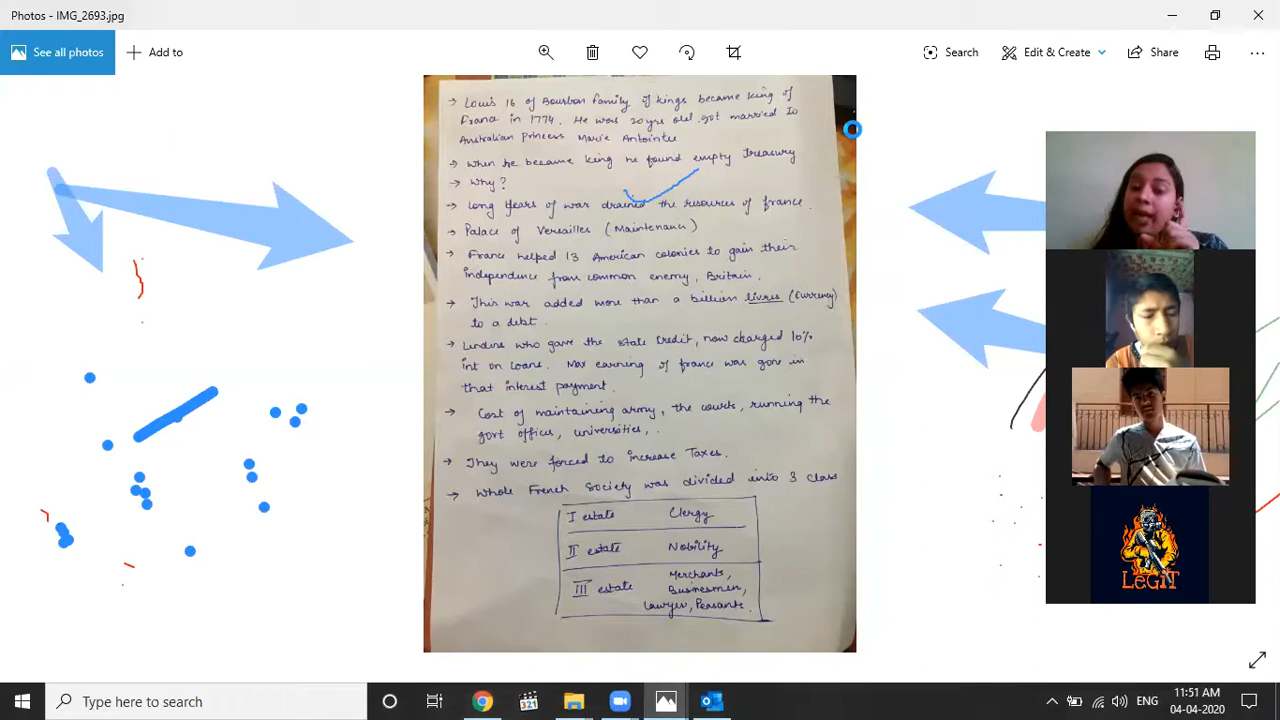 Photos - IMG_2693.jpg
See all photos
Add to
Search
Edit & Create
Share
→ Louis 16 of Bourbon family of kings became king of
France in 1774. He was 20yrs old. got married to
Australian princess Marie Antointee
→ When he became king he found empty treasury
→ Why?
→ Long years of war drained the resources of france.
→ Palace of Versailles (Maintenance)
→ France helped 13 American colonies to gain their
independence from common enemy, Britain.
→ This war added more than a billion livres (currency)
to a debt.
→ Lenders who gave the state credit, now charged 10%
int on loans. Max earning of france was gone in
that interest payment.
→ Cost of maintaining army, the courts, running the
govt offices, universities,.
→ They were forced to increase Taxes.
→ Whole French Society was divided into 3 class
I estate Clergy
II estate Nobility
III estate Merchants,
Businessmen,
Lawyer, Peasants.
LeGiT
Type here to search
321
ENG
11:51 AM
04-04-2020